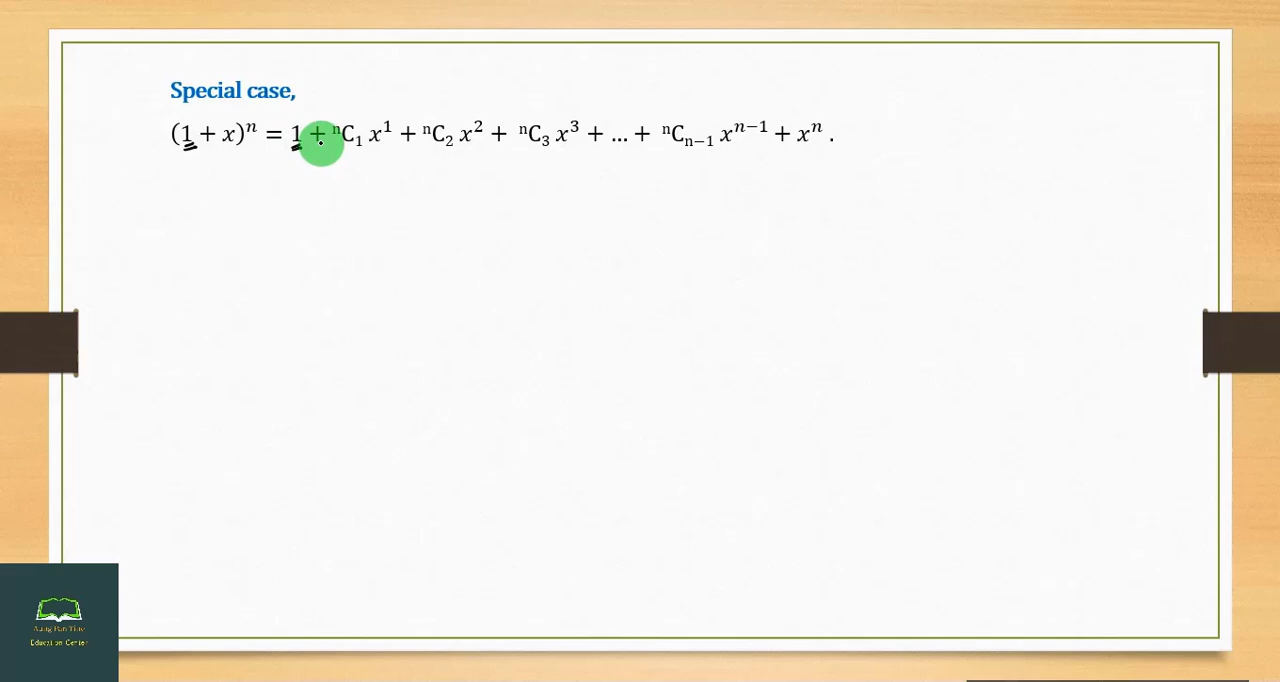 Special case,
(1 + x)ⁿ = 1 + ⁿC₁ x¹ + ⁿC₂ x² + ⁿC₃ x³ + … + ⁿCₙ₋₁ xⁿ⁻¹ + xⁿ .
Education Center